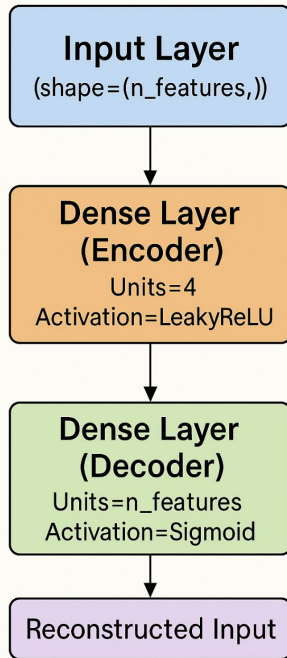 Input Layer
(shape=(n_features,))
Dense Layer
(Encoder)
Units=4
Activation=LeakyReLU
Dense Layer
(Decoder)
Units=n_features
Activation=Sigmoid
Reconstructed Input